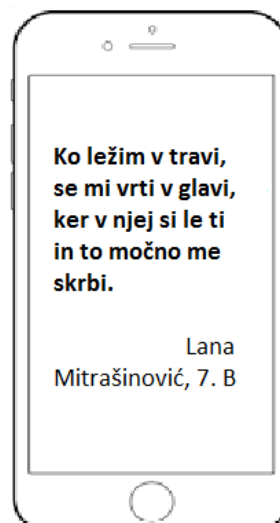 Ko ležim v travi,
se mi vrti v glavi,
ker v njej si le ti
in to močno me
skrbi.
Lana
Mitrašinović, 7. B